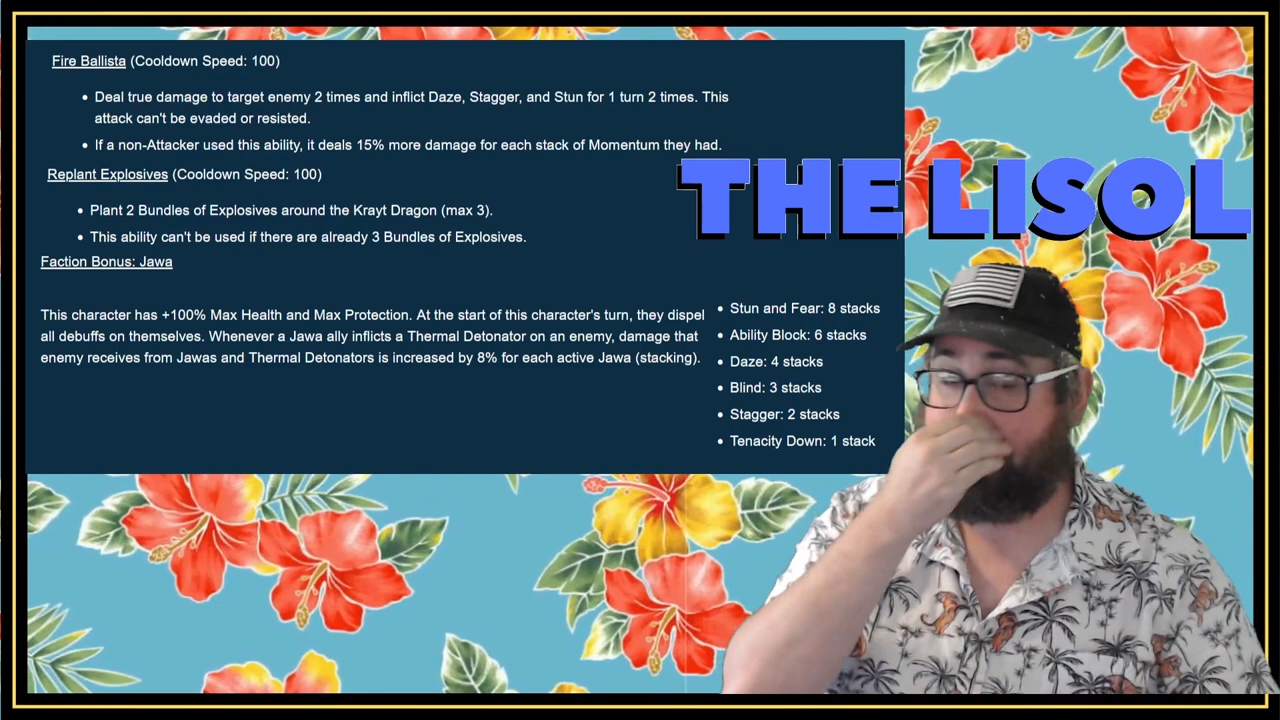 Fire Ballista (Cooldown Speed: 100)
Deal true damage to target enemy 2 times and inflict Daze, Stagger, and Stun for 1 turn 2 times. This
attack can't be evaded or resisted.
If a non-Attacker used this ability, it deals 15% more damage for each stack of Momentum they had.
Replant Explosives (Cooldown Speed: 100)
Plant 2 Bundles of Explosives around the Krayt Dragon (max 3).
This ability can't be used if there are already 3 Bundles of Explosives.
Faction Bonus: Jawa
This character has +100% Max Health and Max Protection. At the start of this character's turn, they dispel
all debuffs on themselves. Whenever a Jawa ally inflicts a Thermal Detonator on an enemy, damage that
enemy receives from Jawas and Thermal Detonators is increased by 8% for each active Jawa (stacking).
Stun and Fear: 8 stacks
Ability Block: 6 stacks
Daze: 4 stacks
Blind: 3 stacks
Stagger: 2 stacks
Tenacity Down: 1 stack
THE LISOL